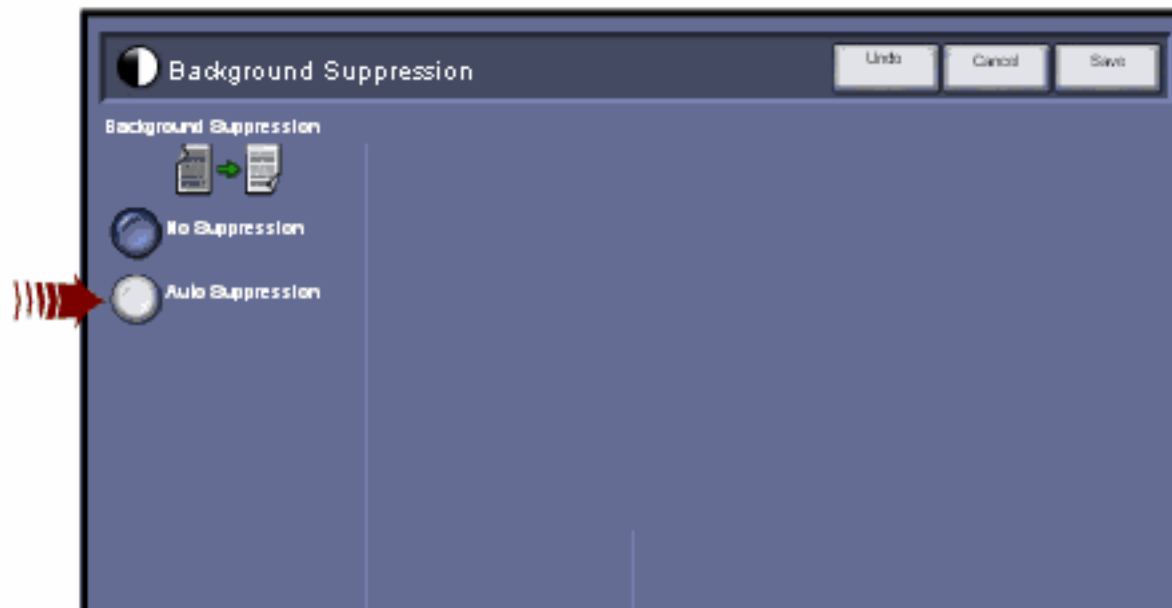 Background Suppression
Undo
Cancel
Save
Background Suppression
No Suppression
Auto Suppression